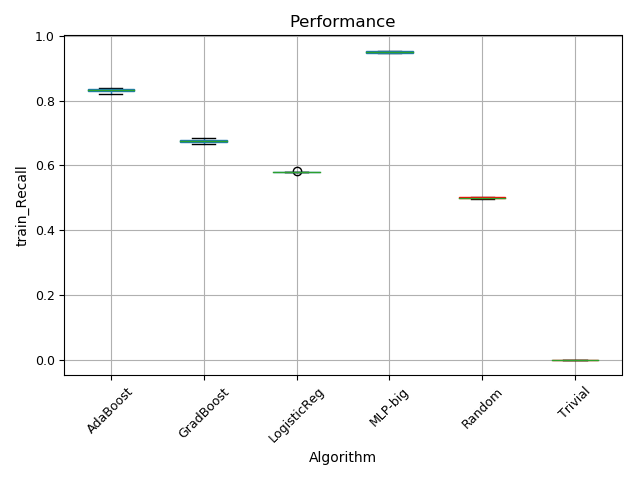 Performance
train_Recall
1.0
0.8
0.6
0.4
0.2
0.0
AdaBoost
GradBoost
LogisticReg
MLP-big
Random
Trivial
Algorithm